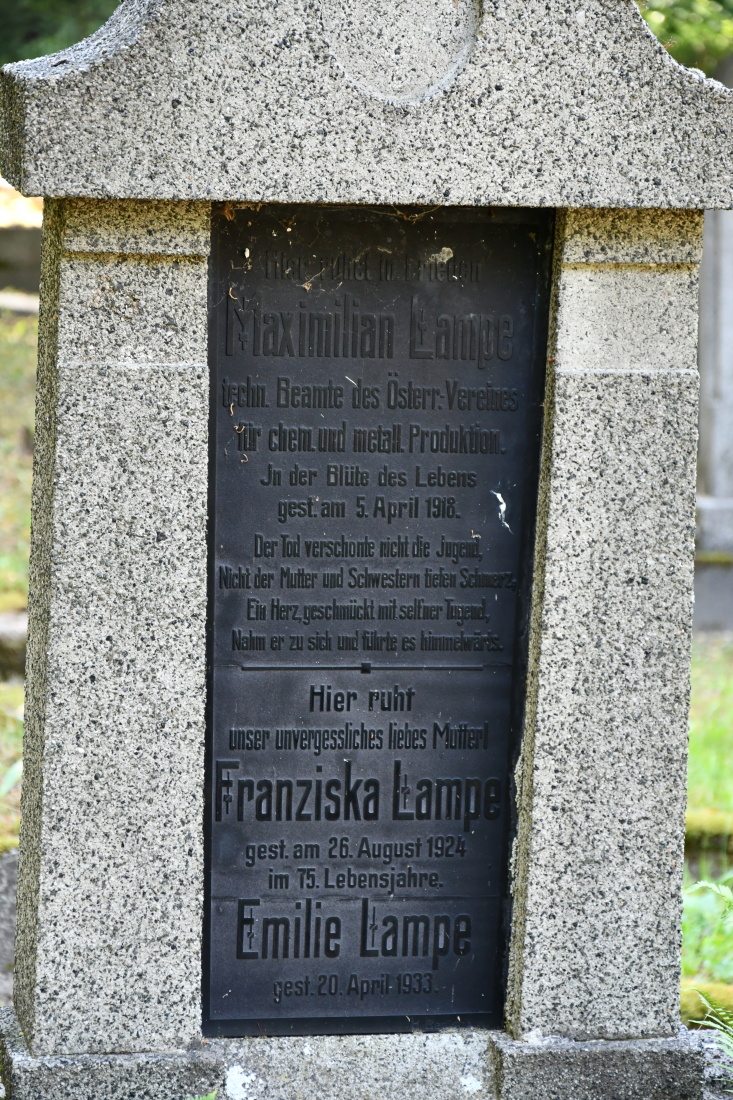 Hier ruhet in Frieden
Maximilian Lampe
techn. Beamte des Österr. Vereines
für chem. und metall. Produktion.
Jn der Blüte des Lebens
gest. am 5. April 1918.
Der Tod verschonte nicht die Jugend,
Nicht der Mutter und Schwestern tiefen Schmerz,
Ein Herz, geschmückt mit selt'ner Tugend,
Nahm er zu sich und führte es himmelwärts.
Hier ruht
unser unvergessliches liebes Mutterl
Franziska Lampe
gest. am 26. August 1924
im 75. Lebensjahre.
Emilie Lampe
gest. 20. April 1933.